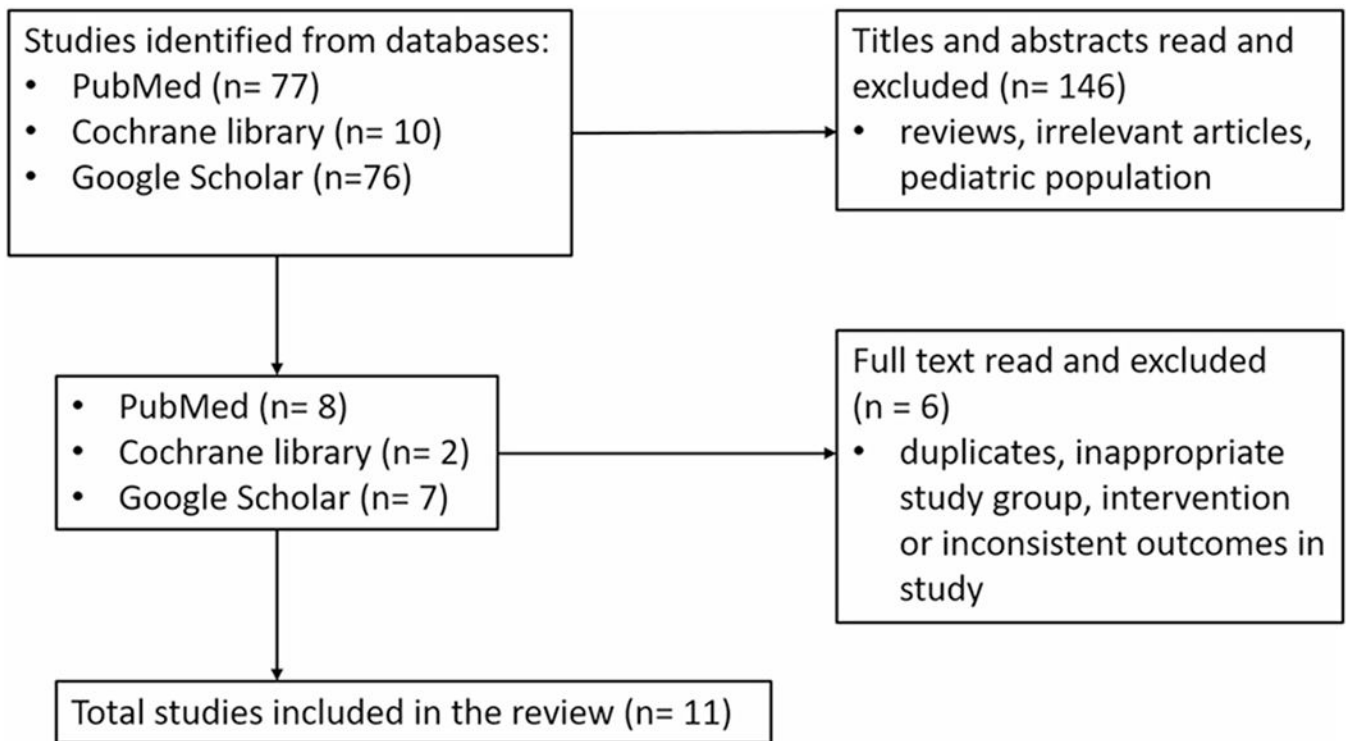 Studies identified from databases:
• PubMed (n= 77)
• Cochrane library (n= 10)
• Google Scholar (n=76)
Titles and abstracts read and
excluded (n= 146)
• reviews, irrelevant articles,
pediatric population
• PubMed (n= 8)
• Cochrane library (n= 2)
• Google Scholar (n= 7)
Full text read and excluded
(n = 6)
• duplicates, inappropriate
study group, intervention
or inconsistent outcomes in
study
Total studies included in the review (n= 11)